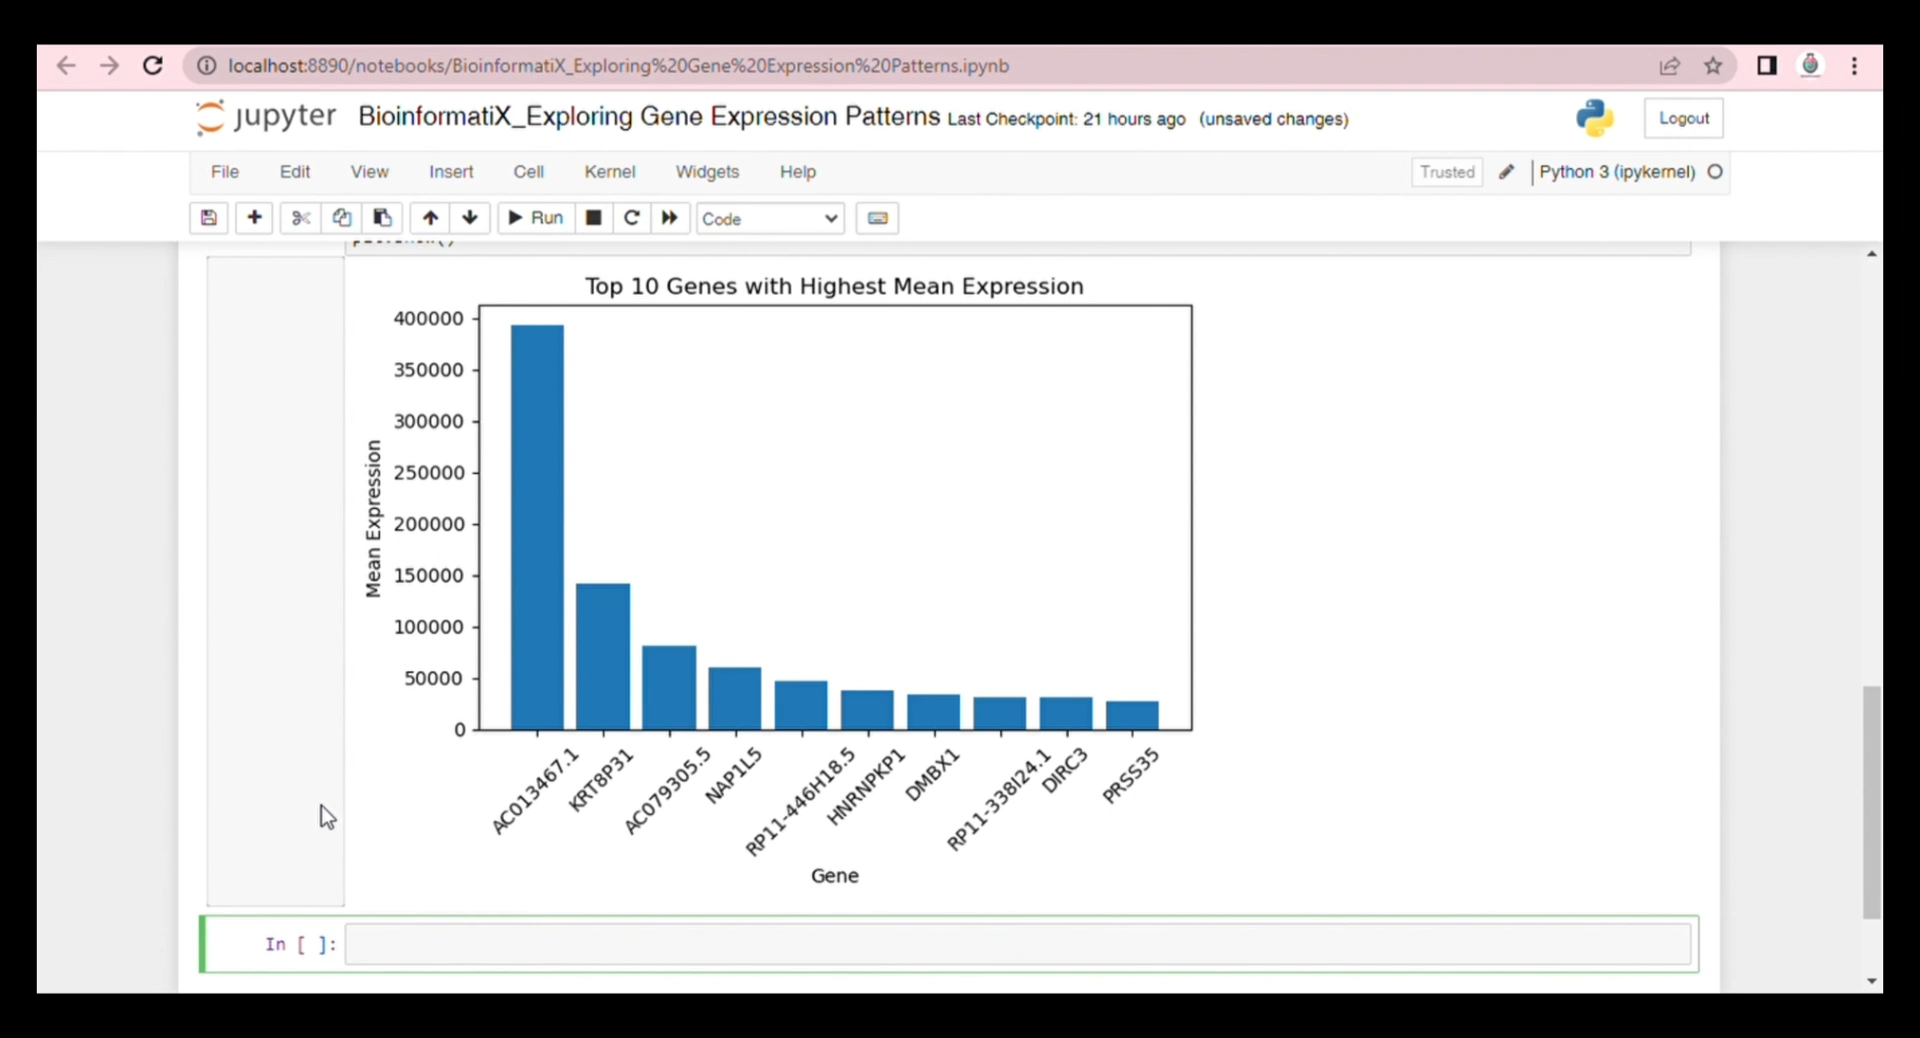 localhost:8890/notebooks/BioinformatiX_Exploring%20Gene%20Expression%20Patterns.ipynb
jupyter BioinformatiX_Exploring Gene Expression Patterns Last Checkpoint: 21 hours ago (unsaved changes) Logout
File Edit View Insert Cell Kernel Widgets Help Trusted Python 3 (ipykernel)
Run Code
Top 10 Genes with Highest Mean Expression
400000
350000
300000
250000
200000
150000
100000
50000
0
Mean Expression
AC013467.1
KRT8P31
AC079305.5
NAP1L5
RP11-446H18.5
HNRNPKP1
DMBX1
RP11-338I24.1
DIRC3
PRSS35
Gene
In [ ]: